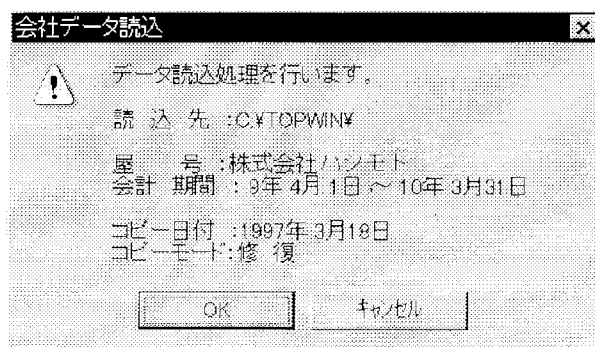 会社データ読込
データ読込処理を行います。
読 込 先 :C:¥TOPWIN¥
屋 号 :株式会社ハシモト
会計 期間 : 9年 4月 1日 ~ 10年 3月31日
コピー日付 :1997年 3月18日
コピーモード:修 復
OK キャンセル